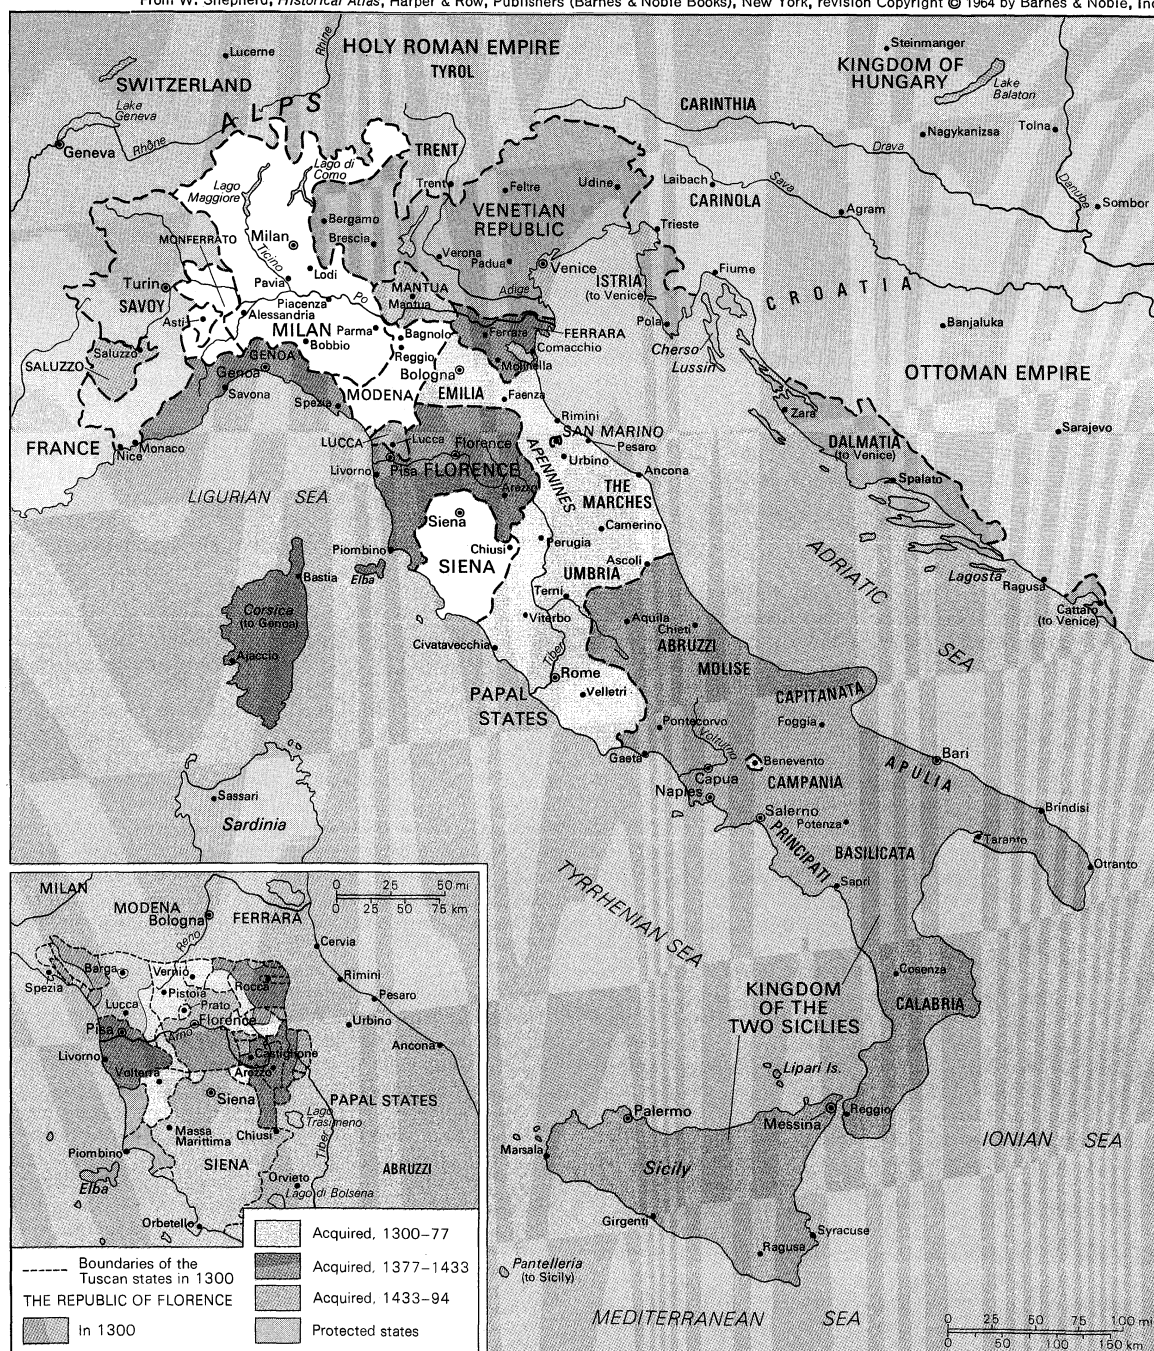 From W. Shepherd, Historical Atlas, Harper & Row, Publishers (Barnes & Noble Books), New York, revision Copyright © 1964 by Barnes & Noble, Inc
Lucerne
Rhine
HOLY ROMAN EMPIRE
TYROL
Steinmanger
KINGDOM OF
HUNGARY
SWITZERLAND
Lake
Balaton
Lake
Geneva
ALPS
CARINTHIA
Geneva
Rhône
Nagykanizsa
Tolna
Drava
TRENT
Lago di
Como
Lago
Maggiore
Trent
Feltre
Udine
Laibach
CARINOLA
Sava
Danube
Sombor
Agram
Bergamo
VENETIAN
REPUBLIC
Trieste
MONFERRATO
Milan
Brescia
Verona
Padua
Venice
Fiume
Ticino
Lodi
Pavia
ISTRIA
(to Venice)
Turin
SAVOY
Adige
MANTUA
Mantua
CROATIA
Piacenza
Po
Alessandria
Asti
MILAN
Parma
Bagnolo
Ferrara
FERRARA
Pola
Banjaluka
Bobbio
Reggio
Comacchio
Cherso
Saluzzo
SALUZZO
GENOA
Genoa
Bologna
Molinella
Lussin
OTTOMAN EMPIRE
Savona
Spezia
MODENA
EMILIA
Faenza
Zara
Rimini
SAN MARINO
Sarajevo
FRANCE
Nice
Monaco
LUCCA
Lucca
Florence
Pesaro
DALMATIA
(to Venice)
Livorno
Pisa
FLORENCE
APENNINES
Urbino
Ancona
Spalato
LIGURIAN SEA
Arezzo
THE
MARCHES
Siena
Camerino
Piombino
Chiusi
Perugia
ADRIATIC
SEA
Elba
SIENA
Ascoli
UMBRIA
Lagosta
Ragusa
Bastia
Terni
Cattaro
(to Venice)
Corsica
(to Genoa)
Viterbo
Aquila
Chieti
ABRUZZI
Civatavecchia
Tiber
Ajaccio
MOLISE
Rome
PAPAL
STATES
Velletri
CAPITANATA
Pontecorvo
Foggia
Volturno
Gaeta
Benevento
Bari
APULIA
Capua
CAMPANIA
Naples
Sassari
Salerno
Brindisi
Sardinia
Potenza
PRINCIPATI
Taranto
BASILICATA
Otranto
Sapri
TYRRHENIAN SEA
Cosenza
KINGDOM
OF THE
TWO SICILIES
CALABRIA
Lipari Is.
Palermo
Messina
Reggio
Marsala
IONIAN SEA
Sicily
Girgenti
Syracuse
Ragusa
Pantelleria
(to Sicily)
MEDITERRANEAN SEA
0 25 50 75 100 mi
0 50 100 150 km
MILAN
0 25 50 mi
0 25 50 75 km
MODENA
Bologna
FERRARA
Reno
Cervia
Barga
Vernio
Rimini
Spezia
Pistoia
Rocca
Pesaro
Lucca
Prato
Pisa
Florence
Urbino
Arno
Livorno
Castiglione
Ancona
Volterra
Arezzo
Siena
PAPAL STATES
Lago
Trasimeno
Massa
Marittima
Chiusi
Tiber
Piombino
SIENA
ABRUZZI
Elba
Orvieto
Lago di Bolsena
Orbetello
Boundaries of the
Tuscan states in 1300
THE REPUBLIC OF FLORENCE
In 1300
Acquired, 1300–77
Acquired, 1377–1433
Acquired, 1433–94
Protected states